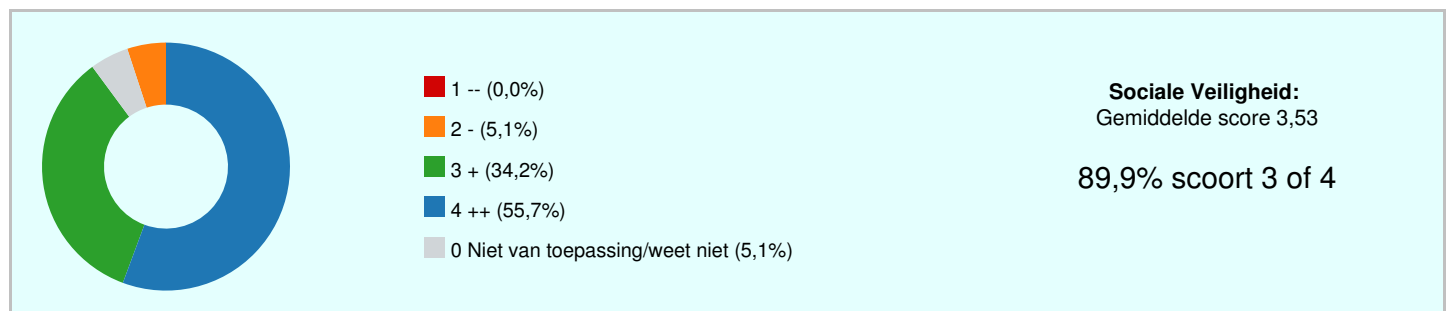 1 -- (0,0%)
2 - (5,1%)
3 + (34,2%)
4 ++ (55,7%)
0 Niet van toepassing/weet niet (5,1%)
Sociale Veiligheid:
Gemiddelde score 3,53
89,9% scoort 3 of 4